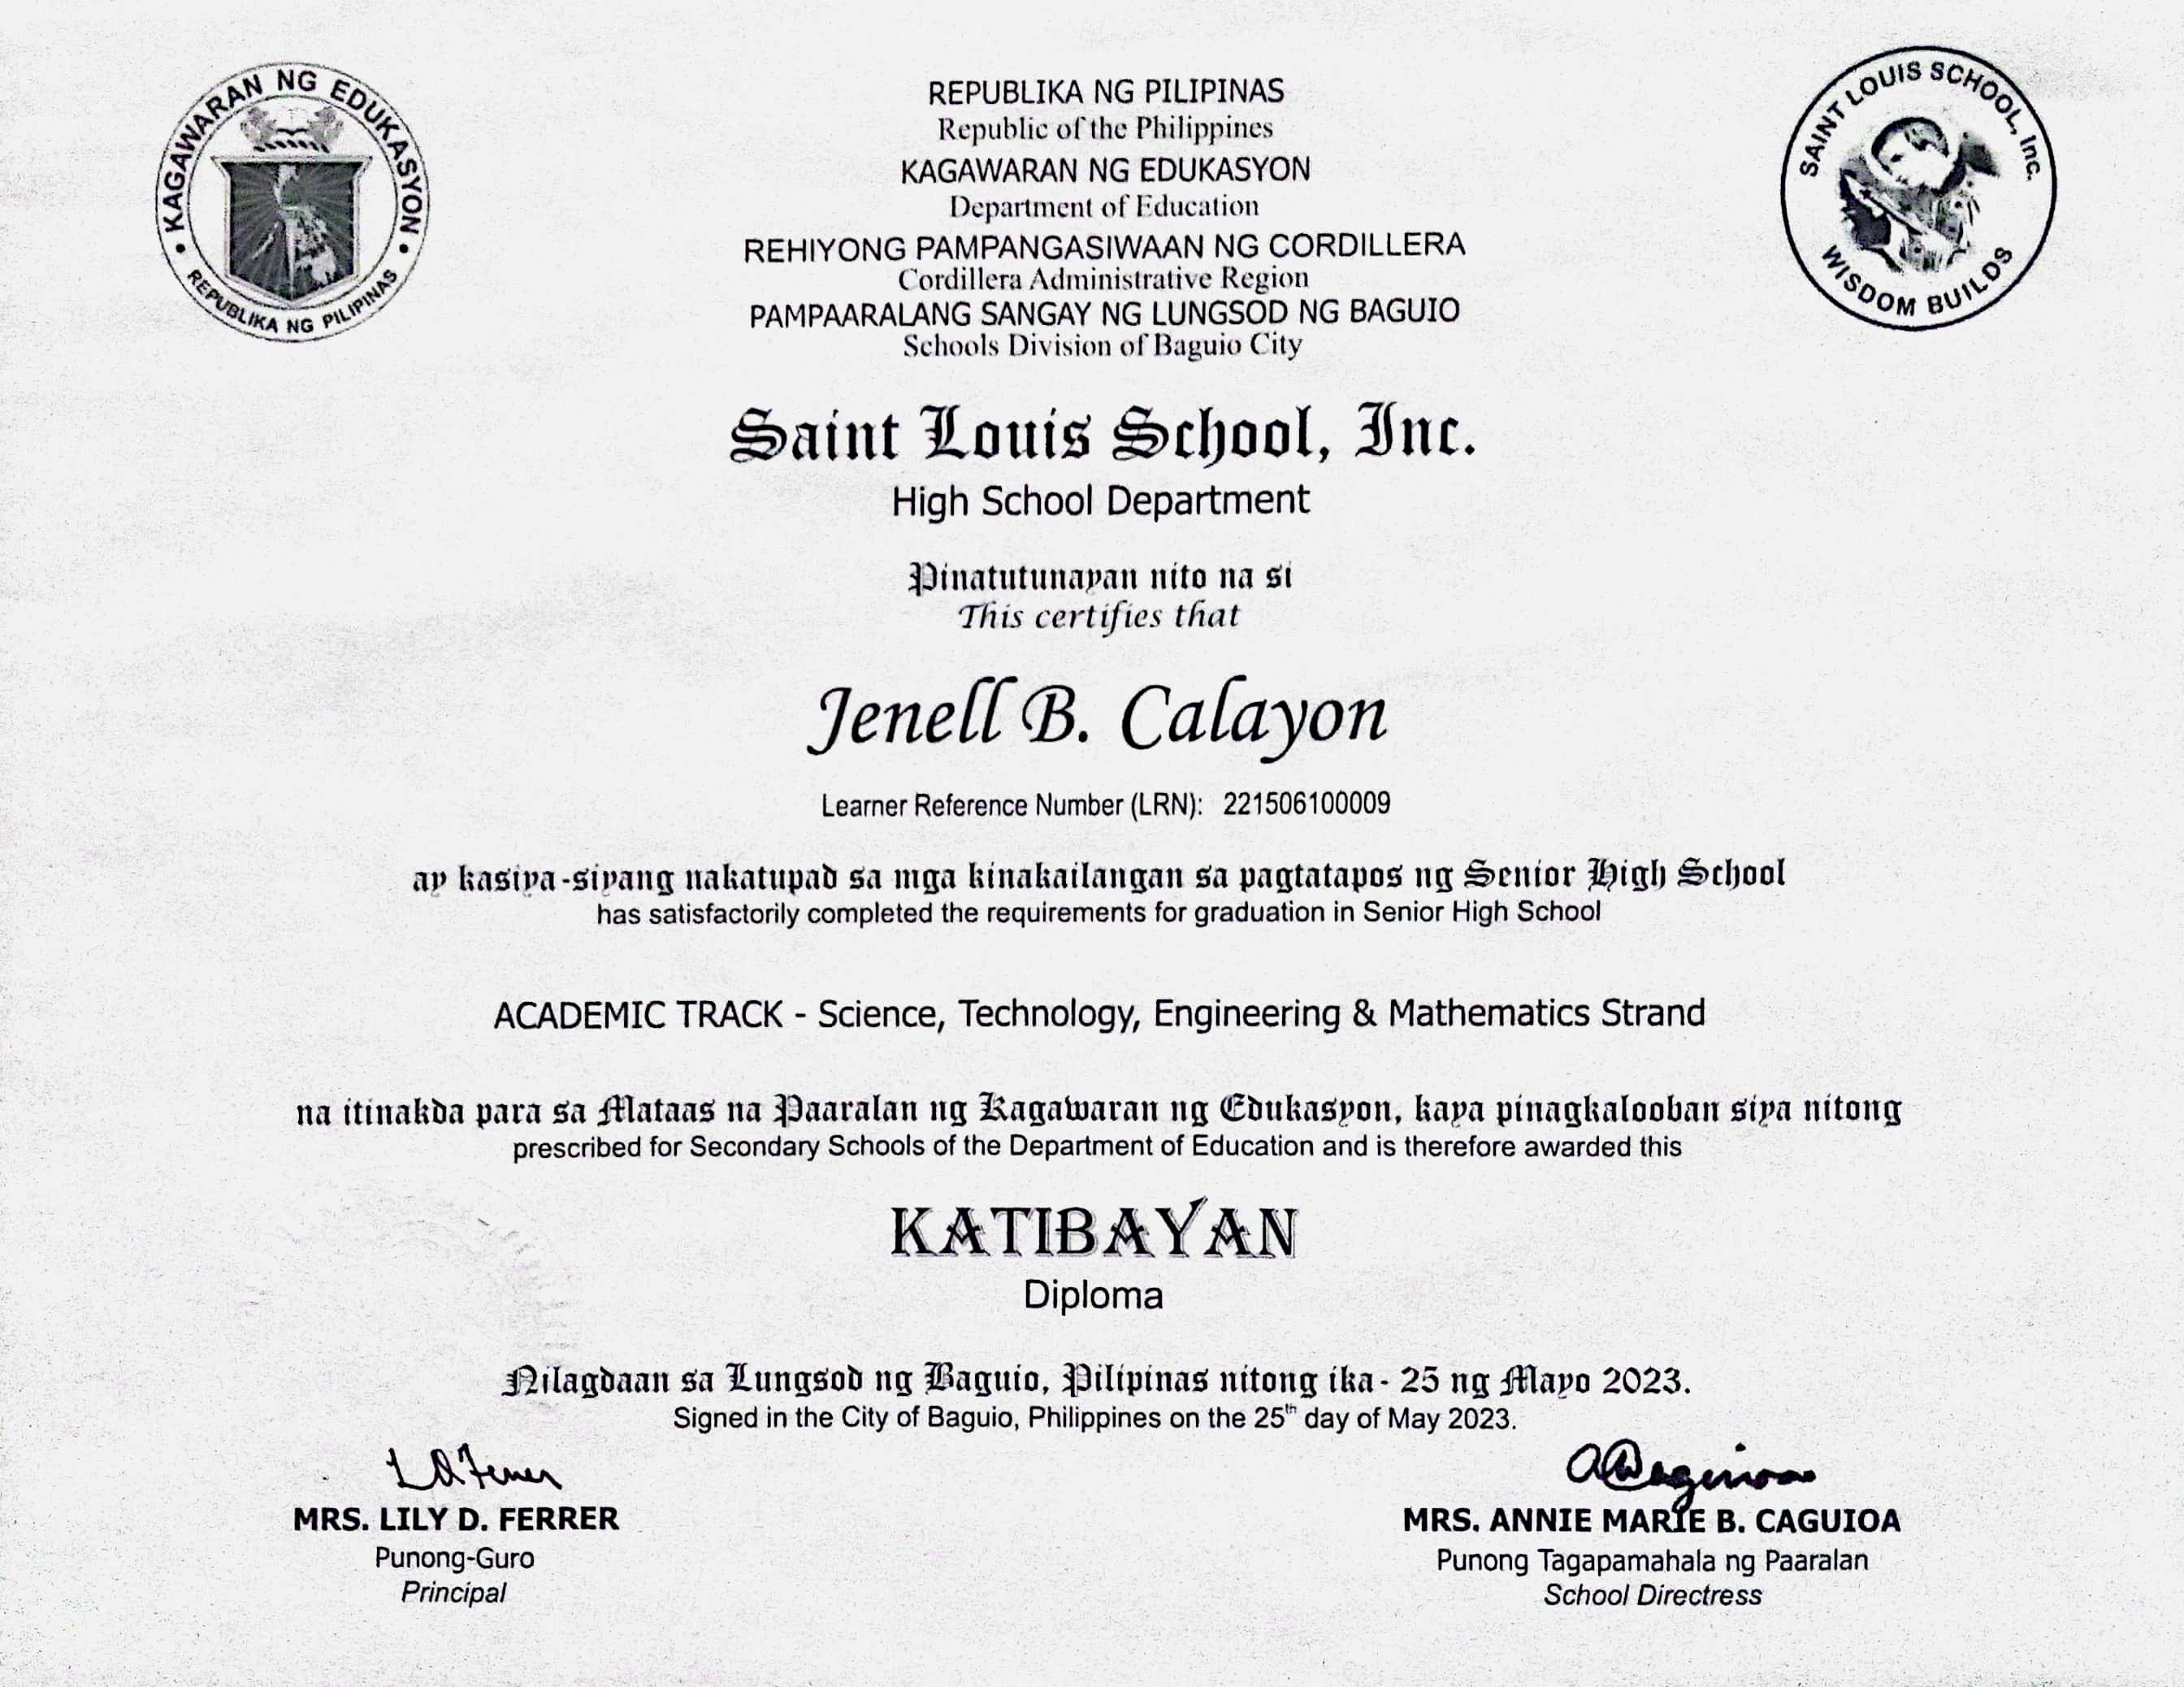 KAGAWARAN NG EDUKASYON
REPUBLIKA NG PILIPINAS
SAINT LOUIS SCHOOL, Inc.
WISDOM BUILDS
REPUBLIKA NG PILIPINAS
Republic of the Philippines
KAGAWARAN NG EDUKASYON
Department of Education
REHIYONG PAMPANGASIWAAN NG CORDILLERA
Cordillera Administrative Region
PAMPAARALANG SANGAY NG LUNGSOD NG BAGUIO
Schools Division of Baguio City
Saint Louis School, Inc.
High School Department
Pinatutunayan nito na si
This certifies that
Jenell B. Calayon
Learner Reference Number (LRN): 221506100009
ay kasiya-siyang nakatupad sa mga kinakailangan sa pagtatapos ng Senior High School
has satisfactorily completed the requirements for graduation in Senior High School
ACADEMIC TRACK - Science, Technology, Engineering & Mathematics Strand
na itinakda para sa Mataas na Paaralan ng Kagawaran ng Edukasyon, kaya pinagkalooban siya nitong
prescribed for Secondary Schools of the Department of Education and is therefore awarded this
KATIBAYAN
Diploma
Nilagdaan sa Lungsod ng Baguio, Pilipinas nitong ika- 25 ng Mayo 2023.
Signed in the City of Baguio, Philippines on the 25th day of May 2023.
MRS. LILY D. FERRER
Punong-Guro
Principal
MRS. ANNIE MARIE B. CAGUIOA
Punong Tagapamahala ng Paaralan
School Directress